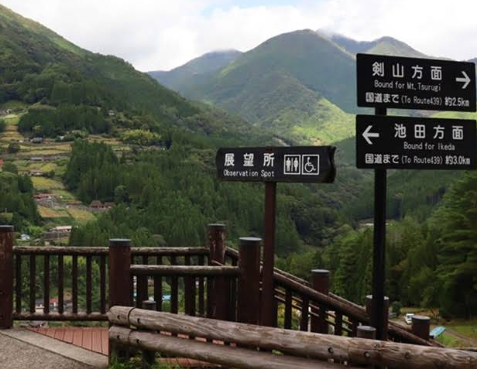 剣山方面
Bound for Mt.Tsurugi
国道まで(To Route439)約2.5km
池田方面
Bound for Ikeda
国道まで(To Route439)約3.0km
展望所
Observation Spot